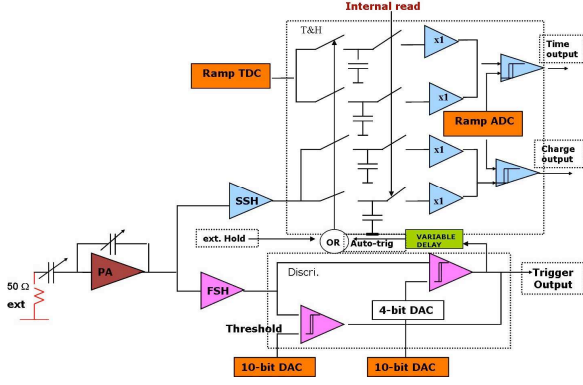 Internal read
T&H
x1
Time
output
Ramp TDC
x1
Ramp ADC
x1
Charge
output
SSH
x1
ext. Hold
OR
Auto-trig
VARIABLE
DELAY
PA
Discri.
50 Ω
ext
FSH
Trigger
Output
4-bit DAC
Threshold
10-bit DAC
10-bit DAC